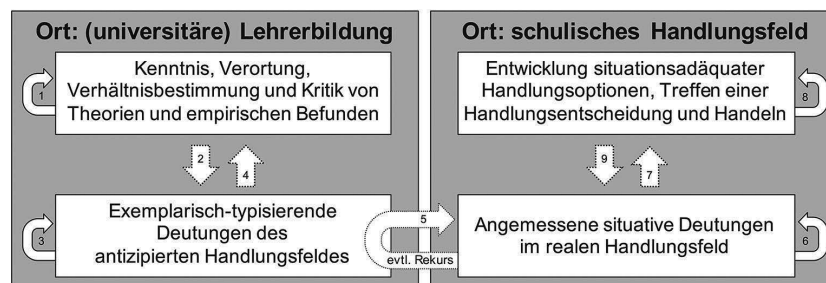 Ort: (universitäre) Lehrerbildung
Kenntnis, Verortung,
Verhältnisbestimmung und Kritik von
Theorien und empirischen Befunden
1
2
4
Exemplarisch-typisierende
Deutungen des
antizipierten Handlungsfeldes
3
5
evtl. Rekurs
Ort: schulisches Handlungsfeld
Entwicklung situationsadäquater
Handlungsoptionen, Treffen einer
Handlungsentscheidung und Handeln
8
9
7
Angemessene situative Deutungen
im realen Handlungsfeld
6